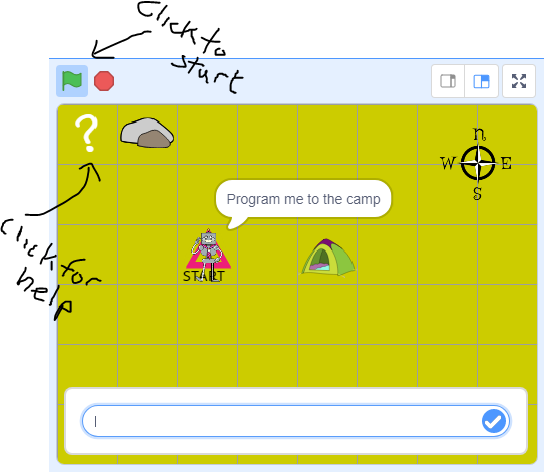 Click to
start
?
n
W E
S
Program me to the camp
START
Click for
help